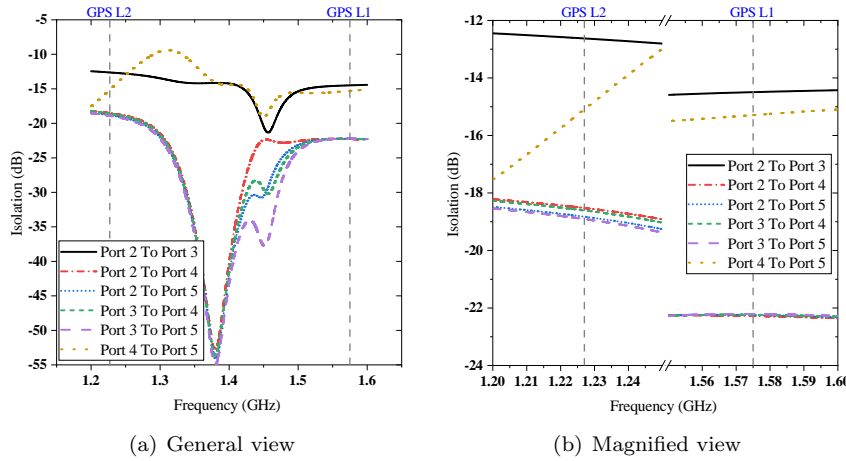 GPS L2
GPS L1
-5
-10
-15
-20
-25
-30
-35
-40
-45
-50
-55
Isolation (dB)
Port 2 To Port 3
Port 2 To Port 4
Port 2 To Port 5
Port 3 To Port 4
Port 3 To Port 5
Port 4 To Port 5
1.2 1.3 1.4 1.5 1.6
Frequency (GHz)
(a) General view
GPS L2
GPS L1
-12
-14
-16
-18
-20
-22
-24
Isolation (dB)
Port 2 To Port 3
Port 2 To Port 4
Port 2 To Port 5
Port 3 To Port 4
Port 3 To Port 5
Port 4 To Port 5
1.20 1.21 1.22 1.23 1.24 1.56 1.57 1.58 1.59 1.60
Frequency (GHz)
(b) Magnified view